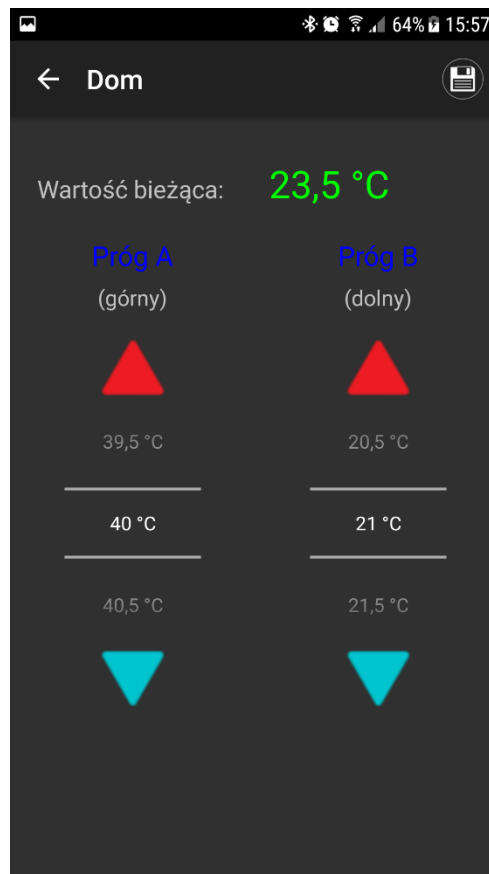 64% 15:57
Dom
Wartość bieżąca: 23,5 °C
Próg A Próg B
(górny) (dolny)
39,5 °C 20,5 °C
40 °C 21 °C
40,5 °C 21,5 °C